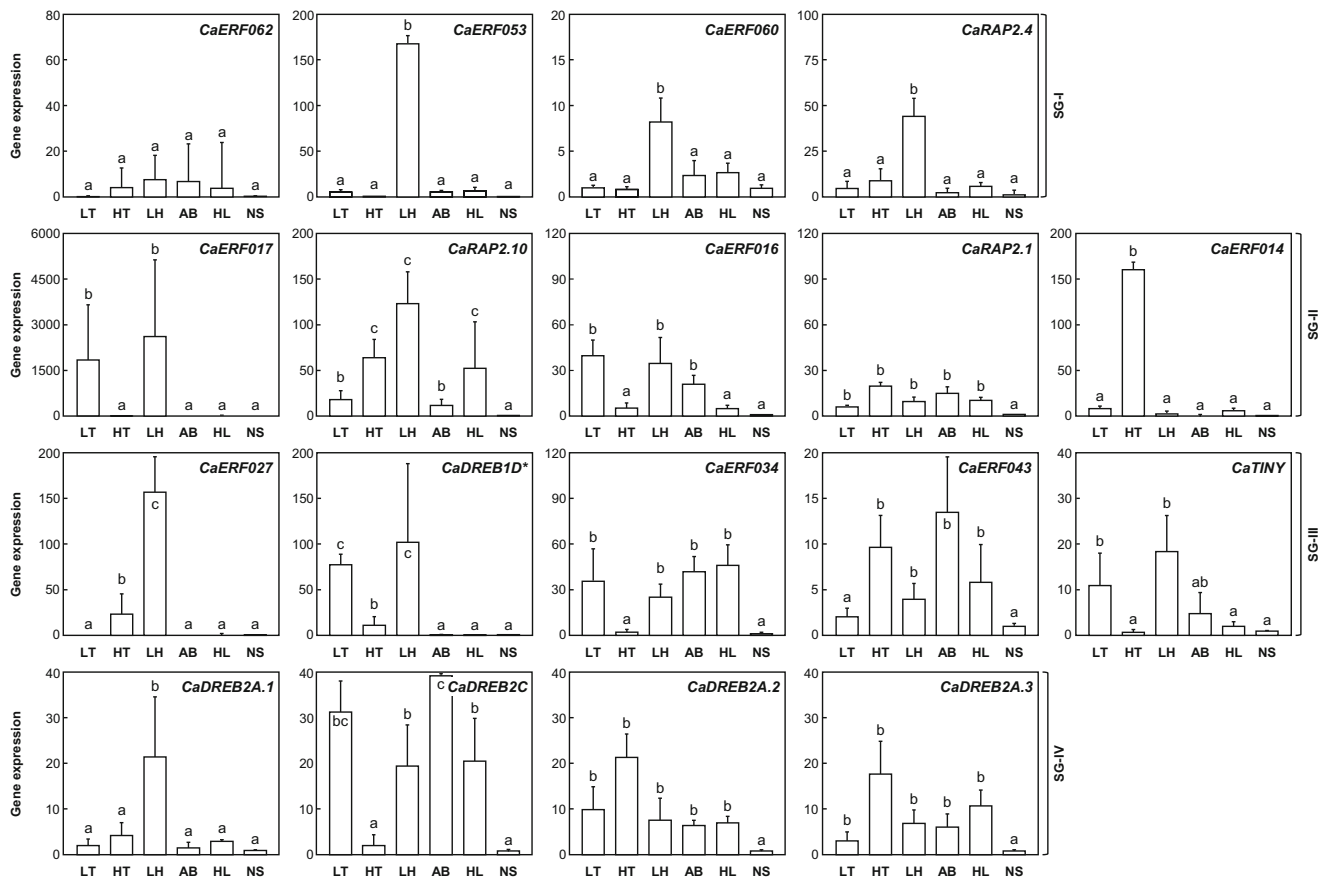 CaERF062
Gene expression
80
60
40
20
0
a a a a a a
LT HT LH AB HL NS
CaERF053
200
150
100
50
0
a a b a a a
LT HT LH AB HL NS
CaERF060
20
15
10
5
0
a a b a a a
LT HT LH AB HL NS
CaRAP2.4
100
75
50
25
0
a a b a a a
LT HT LH AB HL NS
SG-I
CaERF017
Gene expression
6000
4500
3000
1500
0
b a b a a a
LT HT LH AB HL NS
CaRAP2.10
200
150
100
50
0
b c c b c a
LT HT LH AB HL NS
CaERF016
120
90
60
30
0
b a b b a a
LT HT LH AB HL NS
CaRAP2.1
120
90
60
30
0
b b b b b a
LT HT LH AB HL NS
CaERF014
200
150
100
50
0
a b a a a a
LT HT LH AB HL NS
SG-II
CaERF027
Gene expression
200
150
100
50
0
a b c a a a
LT HT LH AB HL NS
CaDREB1D*
200
150
100
50
0
c b c a a a
LT HT LH AB HL NS
CaERF034
120
90
60
30
0
b a b b b a
LT HT LH AB HL NS
CaERF043
20
15
10
5
0
a b b b b a
LT HT LH AB HL NS
CaTINY
40
30
20
10
0
b a b ab a a
LT HT LH AB HL NS
SG-III
CaDREB2A.1
Gene expression
40
30
20
10
0
a a b a a a
LT HT LH AB HL NS
CaDREB2C
40
30
20
10
0
bc a b c b a
LT HT LH AB HL NS
CaDREB2A.2
40
30
20
10
0
b b b b b a
LT HT LH AB HL NS
CaDREB2A.3
40
30
20
10
0
b b b b b a
LT HT LH AB HL NS
SG-IV